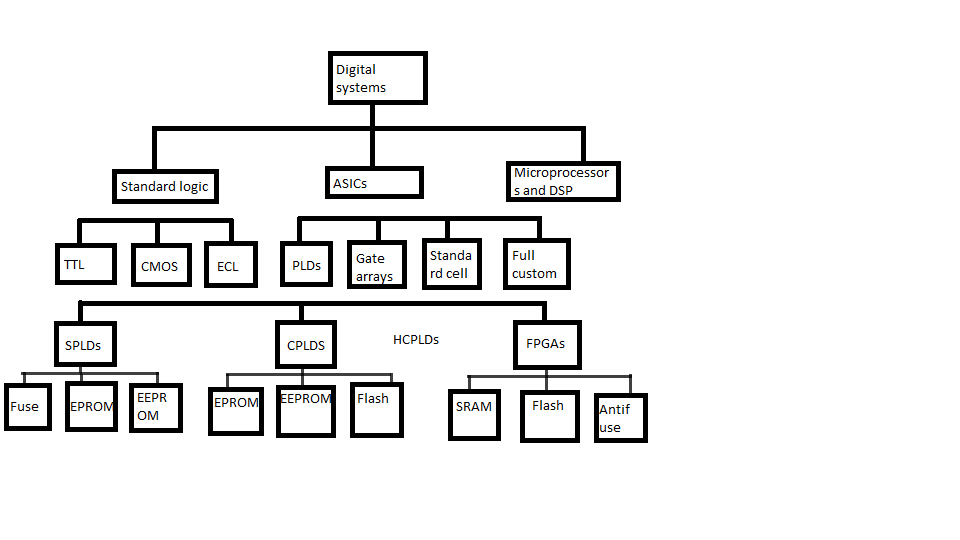 Digital
systems
Standard logic
ASICs
Microprocessor
s and DSP
TTL
CMOS
ECL
PLDs
Gate
arrays
Standa
rd cell
Full
custom
SPLDs
CPLDS
HCPLDs
FPGAs
Fuse
EPROM
EEPR
OM
EPROM
EEPROM
Flash
SRAM
Flash
Antif
use